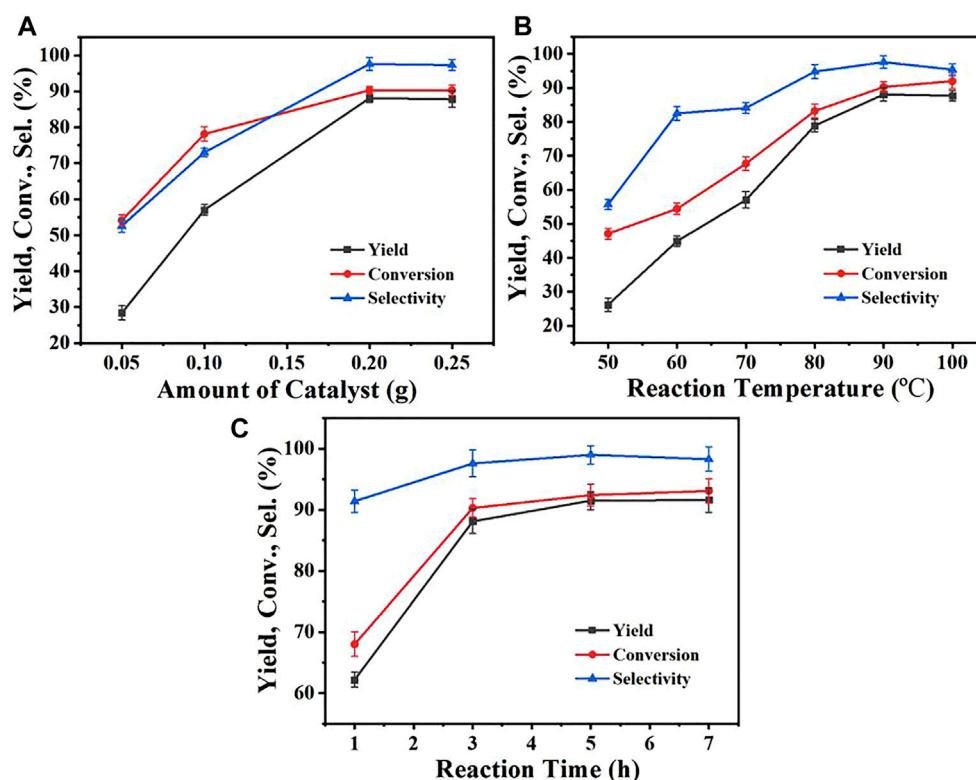 A
Yield, Conv., Sel. (%)
100
90
80
70
60
50
40
30
20
Yield
Conversion
Selectivity
0.05 0.10 0.15 0.20 0.25
Amount of Catalyst (g)
B
Yield, Conv., Sel. (%)
100
90
80
70
60
50
40
30
20
Yield
Conversion
Selectivity
50 60 70 80 90 100
Reaction Temperature (°C)
C
Yield, Conv., Sel. (%)
100
90
80
70
60
Yield
Conversion
Selectivity
1 2 3 4 5 6 7
Reaction Time (h)